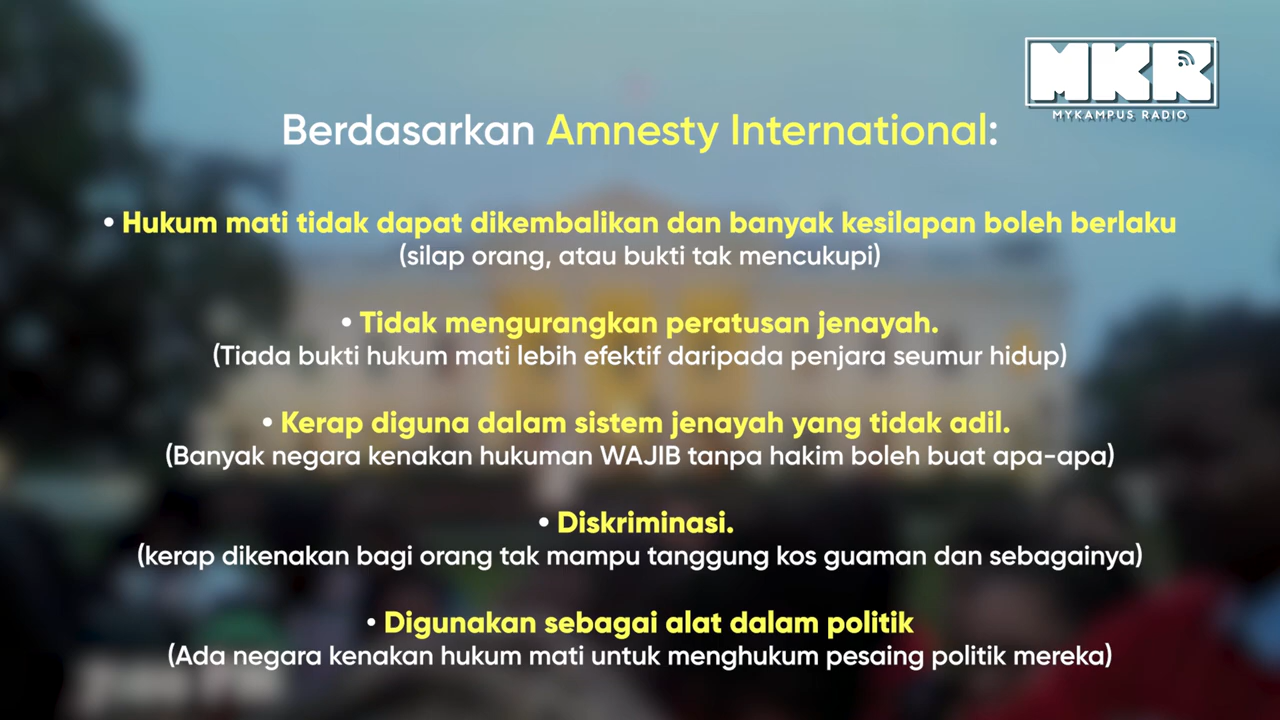 MKR
MYKAMPUS RADIO
Berdasarkan Amnesty International:
• Hukum mati tidak dapat dikembalikan dan banyak kesilapan boleh berlaku
(silap orang, atau bukti tak mencukupi)
• Tidak mengurangkan peratusan jenayah.
(Tiada bukti hukum mati lebih efektif daripada penjara seumur hidup)
• Kerap diguna dalam sistem jenayah yang tidak adil.
(Banyak negara kenakan hukuman WAJIB tanpa hakim boleh buat apa-apa)
• Diskriminasi.
(kerap dikenakan bagi orang tak mampu tanggung kos guaman dan sebagainya)
• Digunakan sebagai alat dalam politik
(Ada negara kenakan hukum mati untuk menghukum pesaing politik mereka)